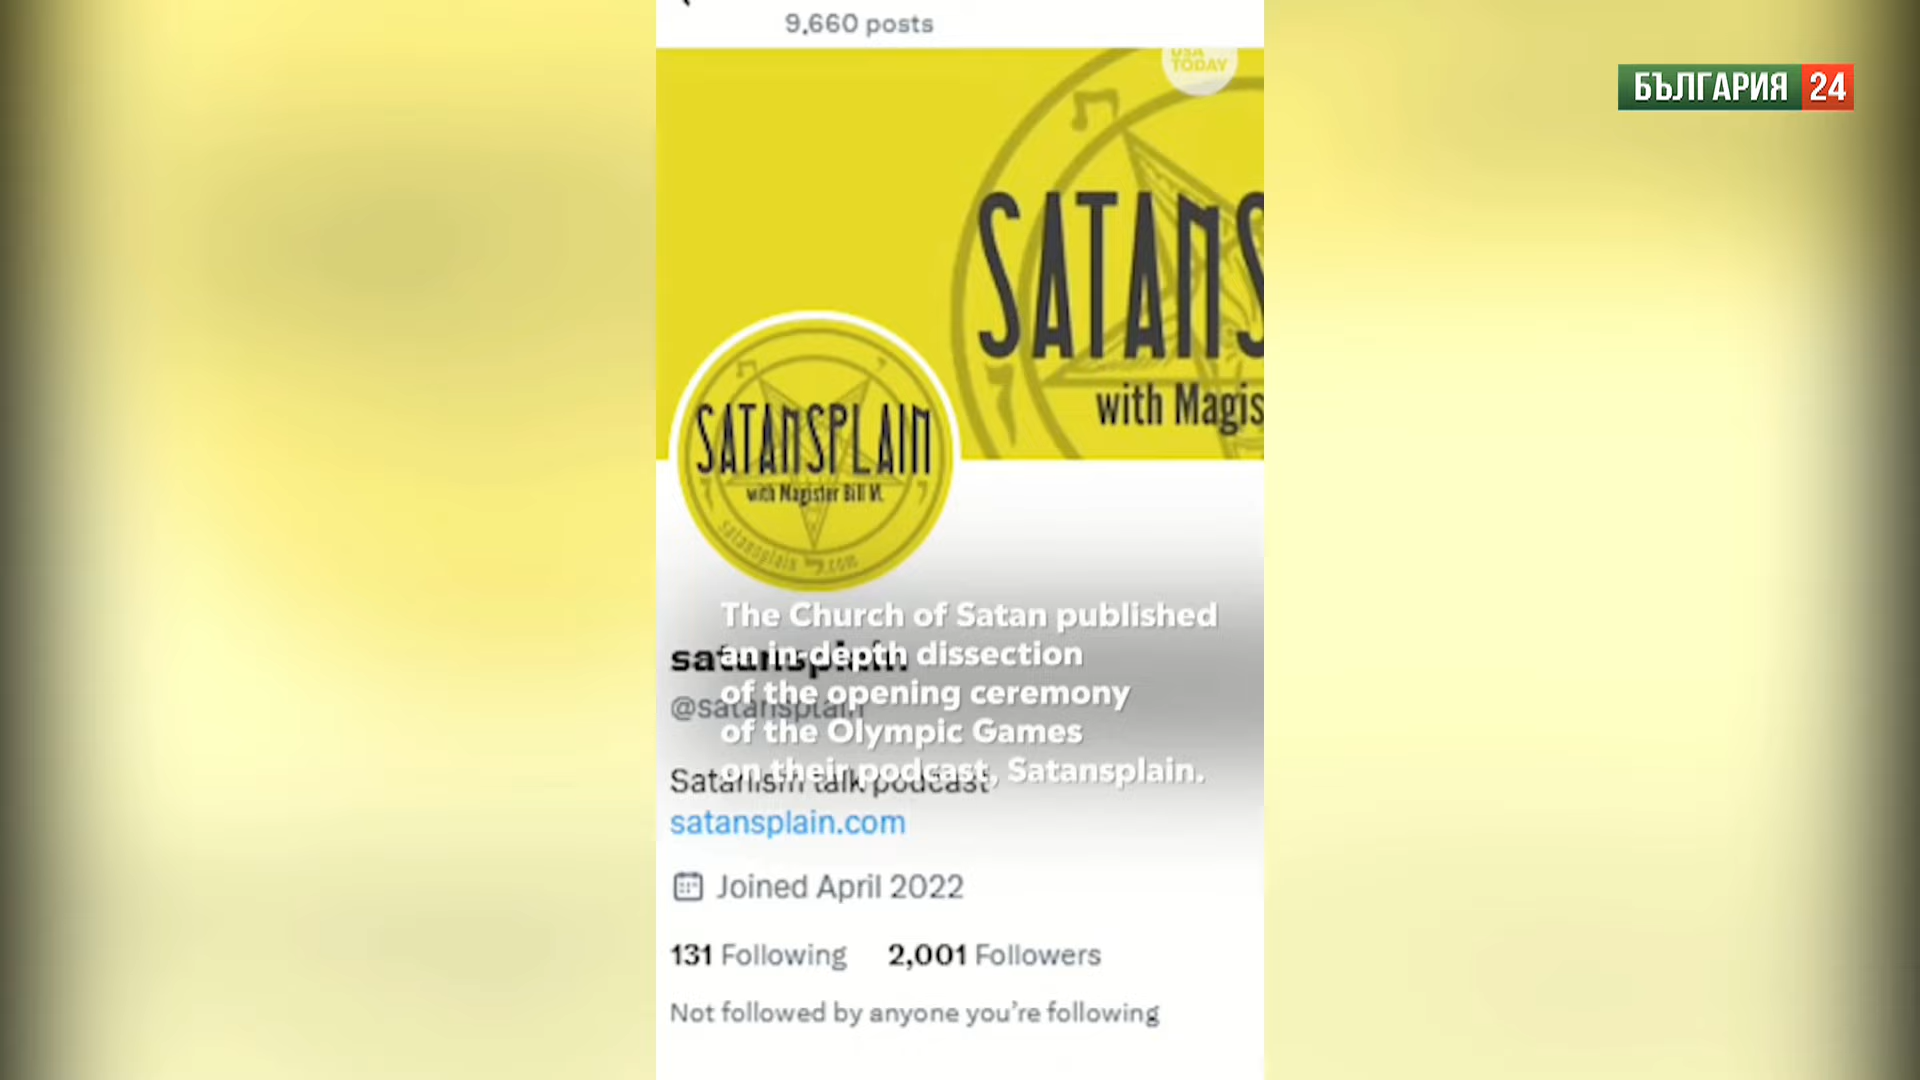 9,660 posts
USA
TODAY
БЪЛГАРИЯ 24
SATANS
with Magis
SATANSPLAIN
with Magister Bill M.
satansplain .com
The Church of Satan published
an in-depth dissection
of the opening ceremony
of the Olympic Games
on their podcast, Satansplain.
satansplain
@satansplain
Satanism talk podcast
satansplain.com
Joined April 2022
131 Following 2,001 Followers
Not followed by anyone you're following